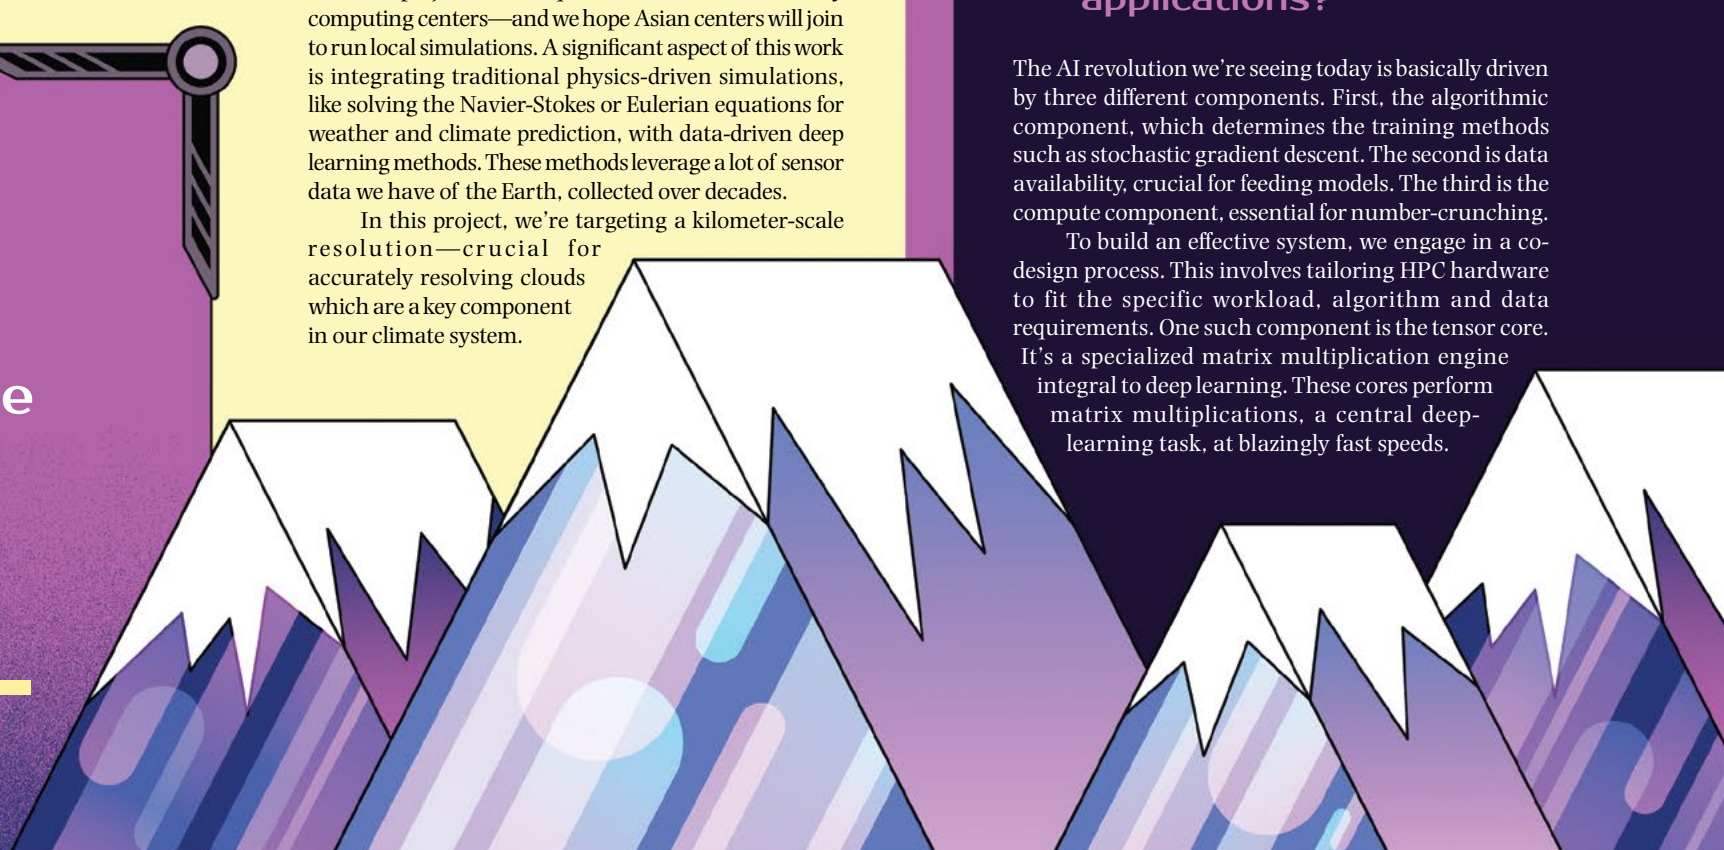 computing centers—and we hope Asian centers will join
to run local simulations. A significant aspect of this work
is integrating traditional physics-driven simulations,
like solving the Navier-Stokes or Eulerian equations for
weather and climate prediction, with data-driven deep
learning methods. These methods leverage a lot of sensor
data we have of the Earth, collected over decades.
In this project, we're targeting a kilometer-scale
resolution—crucial for
accurately resolving clouds
which are a key component
in our climate system.
e
applications?
The AI revolution we're seeing today is basically driven
by three different components. First, the algorithmic
component, which determines the training methods
such as stochastic gradient descent. The second is data
availability, crucial for feeding models. The third is the
compute component, essential for number-crunching.
To build an effective system, we engage in a co-
design process. This involves tailoring HPC hardware
to fit the specific workload, algorithm and data
requirements. One such component is the tensor core.
It's a specialized matrix multiplication engine
integral to deep learning. These cores perform
matrix multiplications, a central deep-
learning task, at blazingly fast speeds.